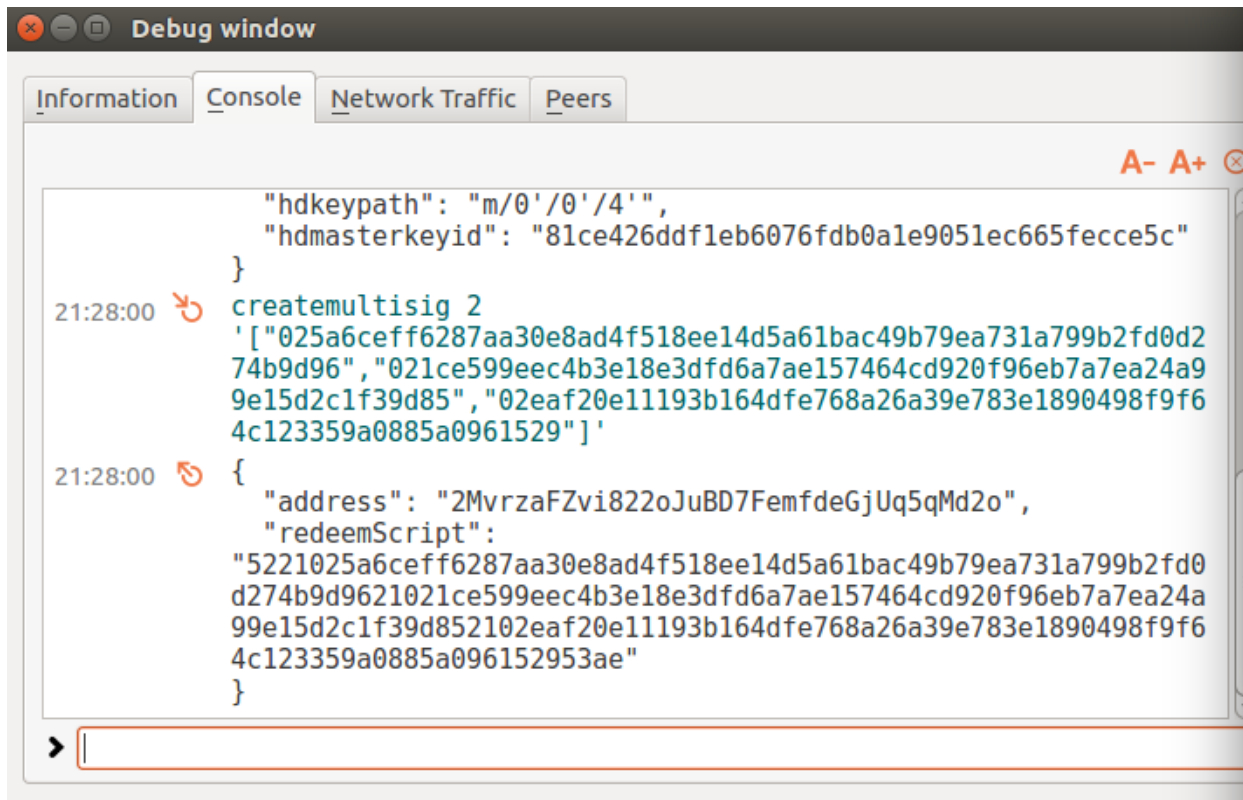 Debug window
Information Console Network Traffic Peers
A- A+
"hdkeypath": "m/0'/0'/4'",
"hdmasterkeyid": "81ce426ddf1eb6076fdb0a1e9051ec665fecce5c"
}
21:28:00 createmultisig 2
'["025a6ceff6287aa30e8ad4f518ee14d5a61bac49b79ea731a799b2fd0d2
74b9d96","021ce599eec4b3e18e3dfd6a7ae157464cd920f96eb7a7ea24a9
9e15d2c1f39d85","02eaf20e11193b164dfe768a26a39e783e1890498f9f6
4c123359a0885a0961529"]'
21:28:00 {
"address": "2MvrzaFZvi822oJuBD7FemfdeGjUq5qMd2o",
"redeemScript":
"5221025a6ceff6287aa30e8ad4f518ee14d5a61bac49b79ea731a799b2fd0
d274b9d9621021ce599eec4b3e18e3dfd6a7ae157464cd920f96eb7a7ea24a
99e15d2c1f39d852102eaf20e11193b164dfe768a26a39e783e1890498f9f6
4c123359a0885a096152953ae"
}